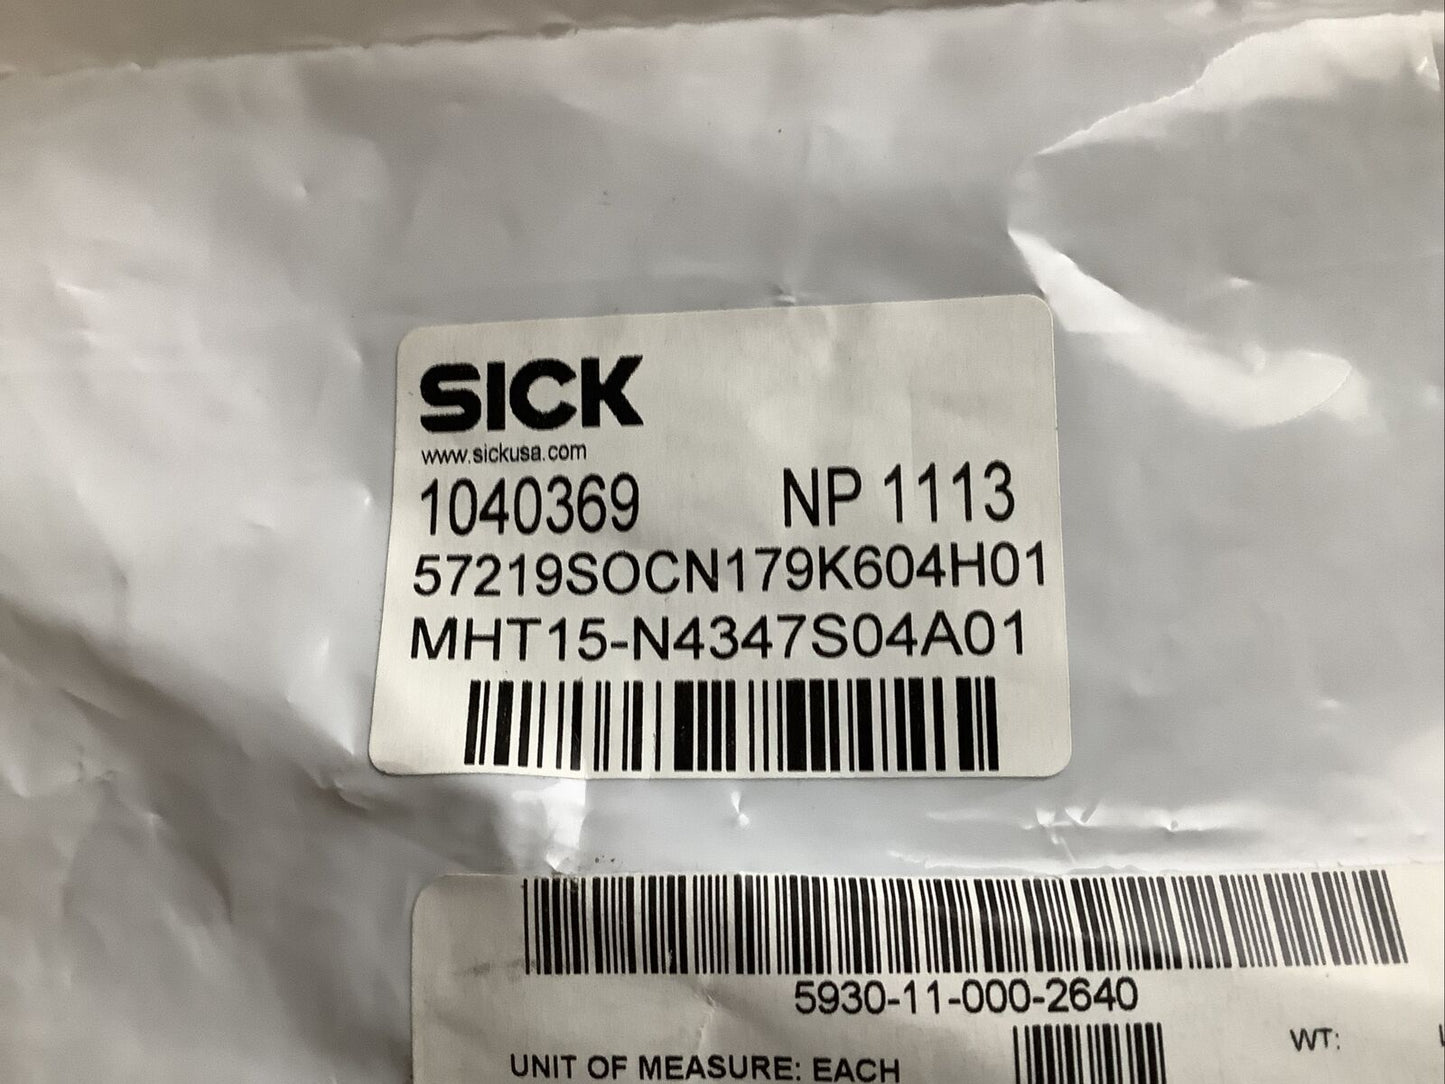 SICK
www.sickusa.com
1040369 NP 1113
57219SOCN179K604H01
MHT15-N4347S04A01
5930-11-000-2640
UNIT OF MEASURE: EACH WT: